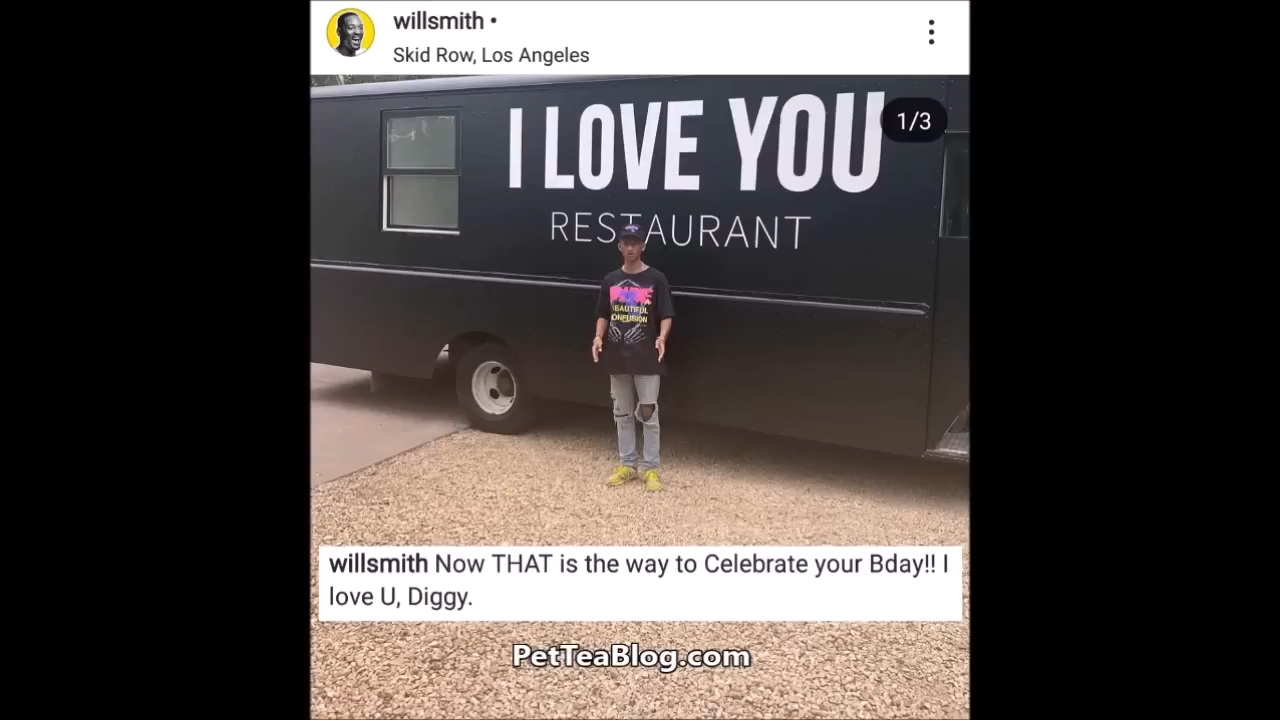 willsmith •
Skid Row, Los Angeles
I LOVE YOU
1/3
RESTAURANT
BEAUTIFUL
CONFUSION
willsmith Now THAT is the way to Celebrate your Bday!! I
love U, Diggy.
PetTeaBlog.com